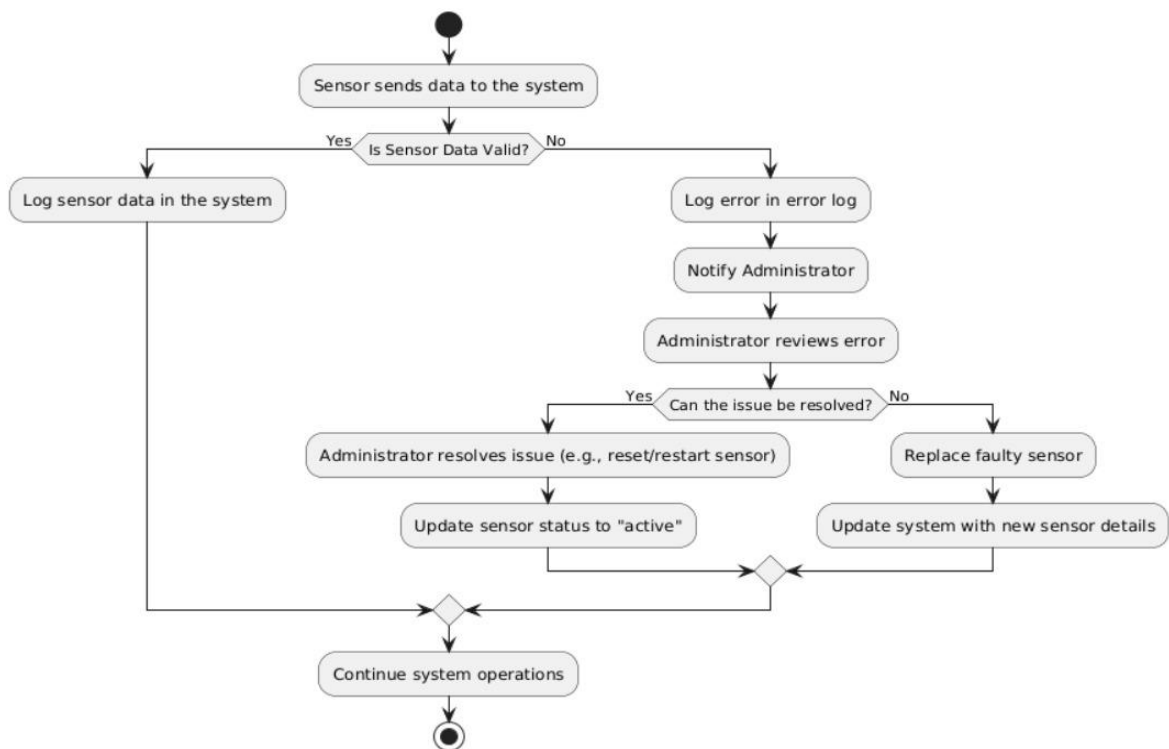 Sensor sends data to the system
Yes
Is Sensor Data Valid?
No
Log sensor data in the system
Log error in error log
Notify Administrator
Administrator reviews error
Yes
Can the issue be resolved?
No
Administrator resolves issue (e.g., reset/restart sensor)
Replace faulty sensor
Update sensor status to "active"
Update system with new sensor details
Continue system operations